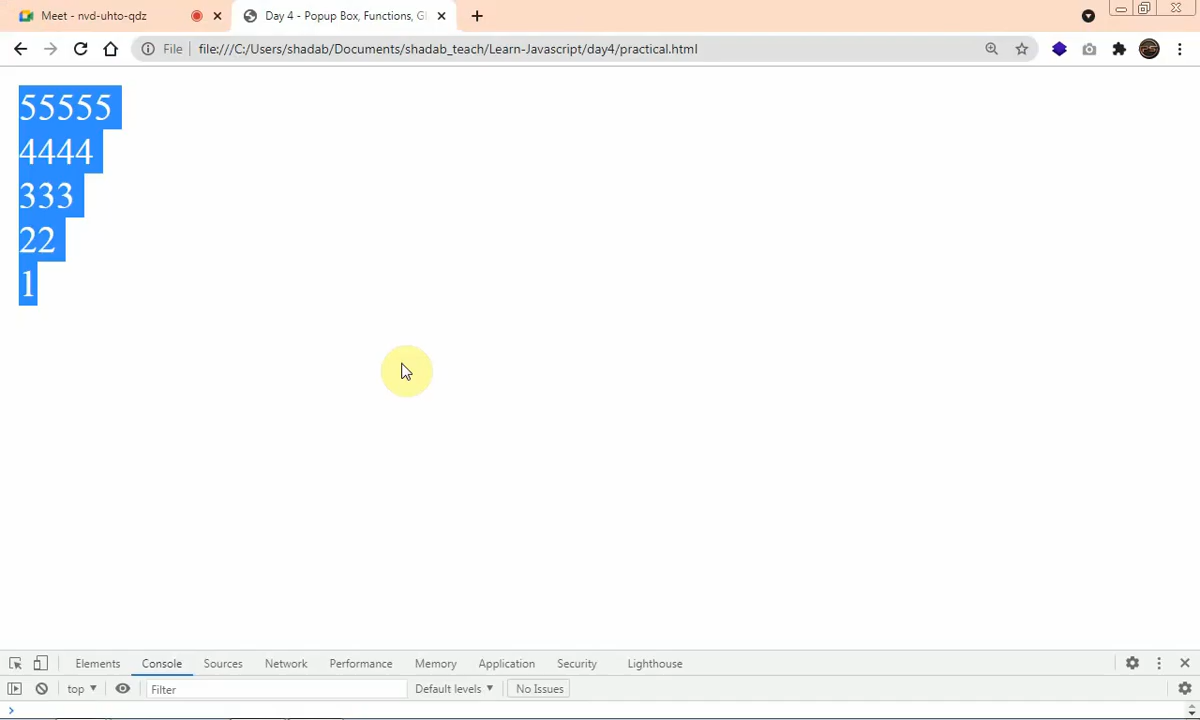 Meet - nvd-uhto-qdz
Day 4 - Popup Box, Functions, Gl
File
file:///C:/Users/shadab/Documents/shadab_teach/Learn-Javascript/day4/practical.html
55555
4444
333
22
1
Elements Console Sources Network Performance Memory Application Security Lighthouse
top Filter Default levels No Issues